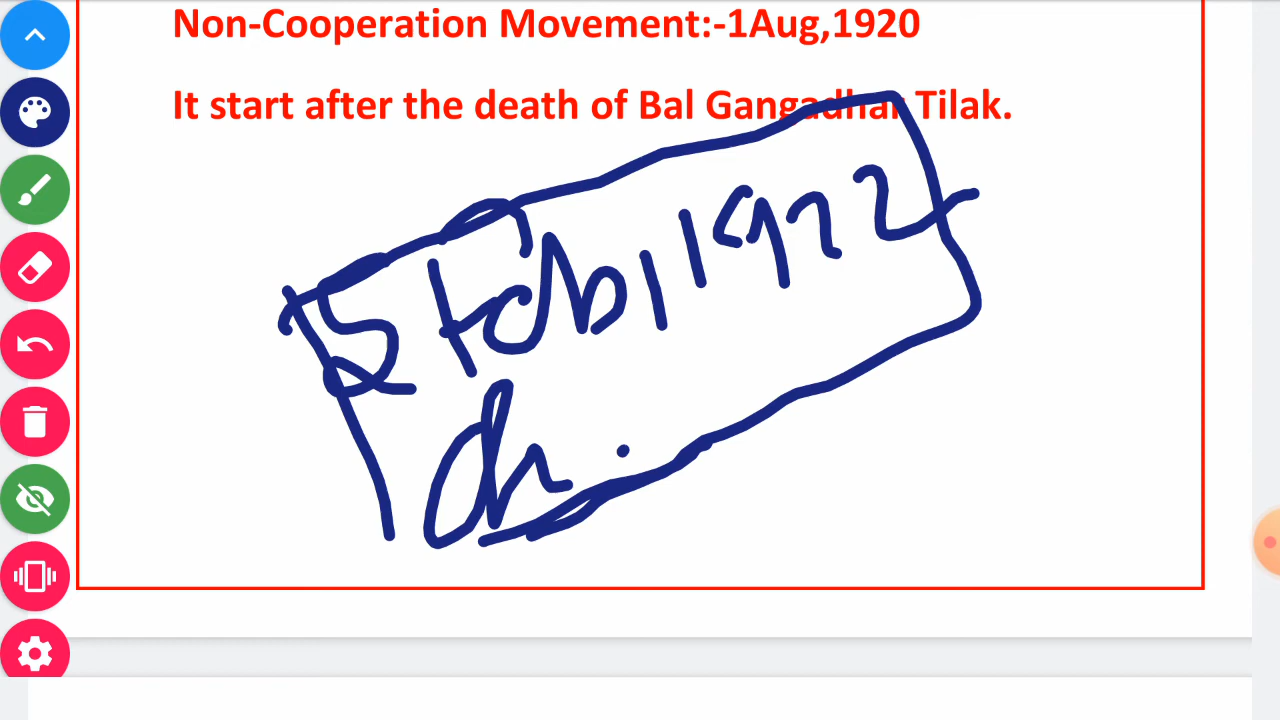 Non-Cooperation Movement:-1Aug,1920
It start after the death of Bal Gangadhar Tilak.
5 feb, 1922